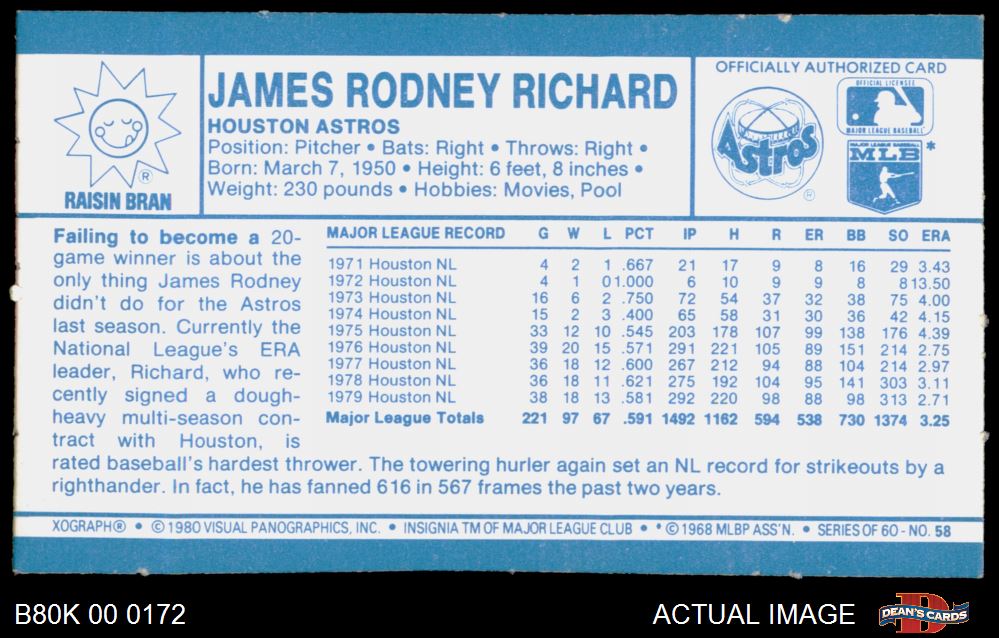 RAISIN BRAN
®
JAMES RODNEY RICHARD
HOUSTON ASTROS
Position: Pitcher • Bats: Right • Throws: Right •
Born: March 7, 1950 • Height: 6 feet, 8 inches •
Weight: 230 pounds • Hobbies: Movies, Pool
OFFICIALLY AUTHORIZED CARD
Astros
®
OFFICIAL LICENSEE
MAJOR LEAGUE BASEBALL
MAJOR LEAGUE BASEBALL
MLB *
Failing to become a 20-
game winner is about the
only thing James Rodney
didn't do for the Astros
last season. Currently the
National League's ERA
leader, Richard, who re-
cently signed a dough-
heavy multi-season con-
tract with Houston, is
rated baseball's hardest thrower. The towering hurler again set an NL record for strikeouts by a
righthander. In fact, he has fanned 616 in 567 frames the past two years.
MAJOR LEAGUE RECORD G W L PCT IP H R ER BB SO ERA
1971 Houston NL 4 2 1 .667 21 17 9 8 16 29 3.43
1972 Houston NL 4 1 0 1.000 6 10 9 9 8 8 13.50
1973 Houston NL 16 6 2 .750 72 54 37 32 38 75 4.00
1974 Houston NL 15 2 3 .400 65 58 31 30 36 42 4.15
1975 Houston NL 33 12 10 .545 203 178 107 99 138 176 4.39
1976 Houston NL 39 20 15 .571 291 221 105 89 151 214 2.75
1977 Houston NL 36 18 12 .600 267 212 94 88 104 214 2.97
1978 Houston NL 36 18 11 .621 275 192 104 95 141 303 3.11
1979 Houston NL 38 18 13 .581 292 220 98 88 98 313 2.71
Major League Totals 221 97 67 .591 1492 1162 594 538 730 1374 3.25
XOGRAPH® • © 1980 VISUAL PANOGRAPHICS, INC. • INSIGNIA TM OF MAJOR LEAGUE CLUB • * © 1968 MLBP ASS'N. • SERIES OF 60 - NO. 58
B80K 00 0172
ACTUAL IMAGE
DEAN'S CARDS